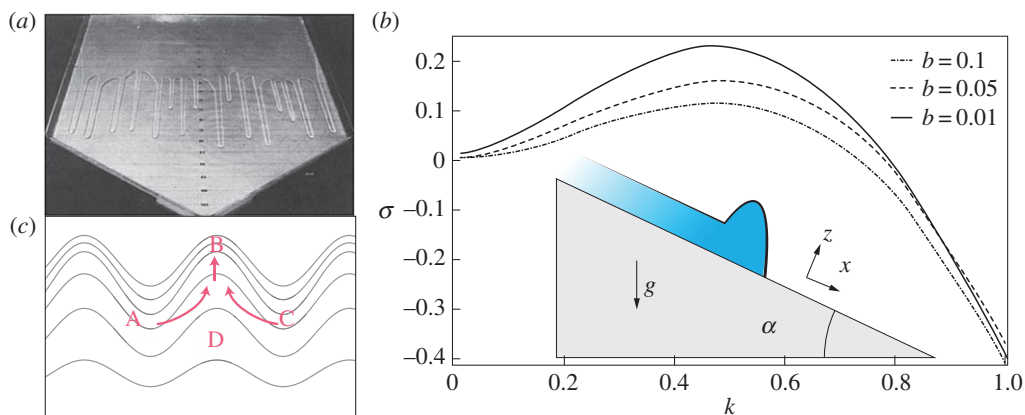 (a)
(b)
0.2
0.1
0
–0.1
–0.2
–0.3
–0.4
σ
0 0.2 0.4 0.6 0.8 1.0
k
b = 0.1
b = 0.05
b = 0.01
z
x
g
α
(c)
B
A C
D